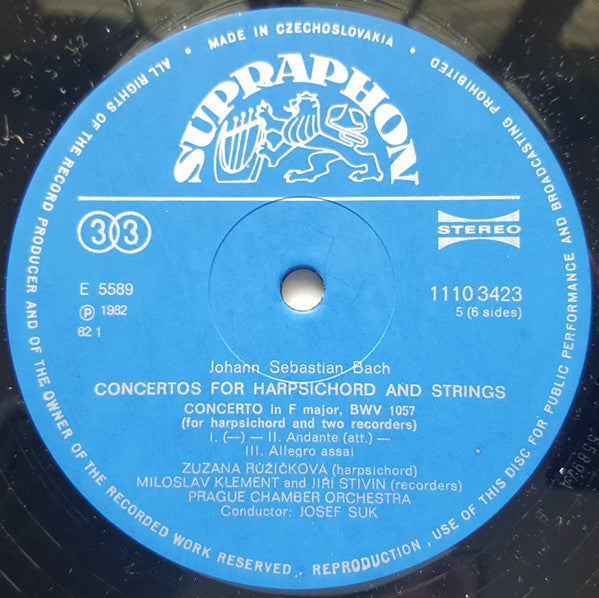 ALL RIGHTS OF THE RECORD PRODUCER AND OF THE OWNER OF THE RECORDED WORK RESERVED . REPRODUCTION , USE OF THIS DISC FOR PUBLIC PERFORMANCE AND BROADCASTING PROHIBITED
• MADE IN CZECHOSLOVAKIA •
SUPRAPHON
33
STEREO
E 5589
11103423
℗ 1982
5 (6 sides)
82 1
Johann Sebastian Bach
CONCERTOS FOR HARPSICHORD AND STRINGS
CONCERTO in F major, BWV 1057
(for harpsichord and two recorders)
I. (—) — II. Andante (att.) —
III. Allegro assai
ZUZANA RŮŽIČKOVÁ (harpsichord)
MILOSLAV KLEMENT and JIŘÍ STIVÍN (recorders)
PRAGUE CHAMBER ORCHESTRA
Conductor: JOSEF SUK